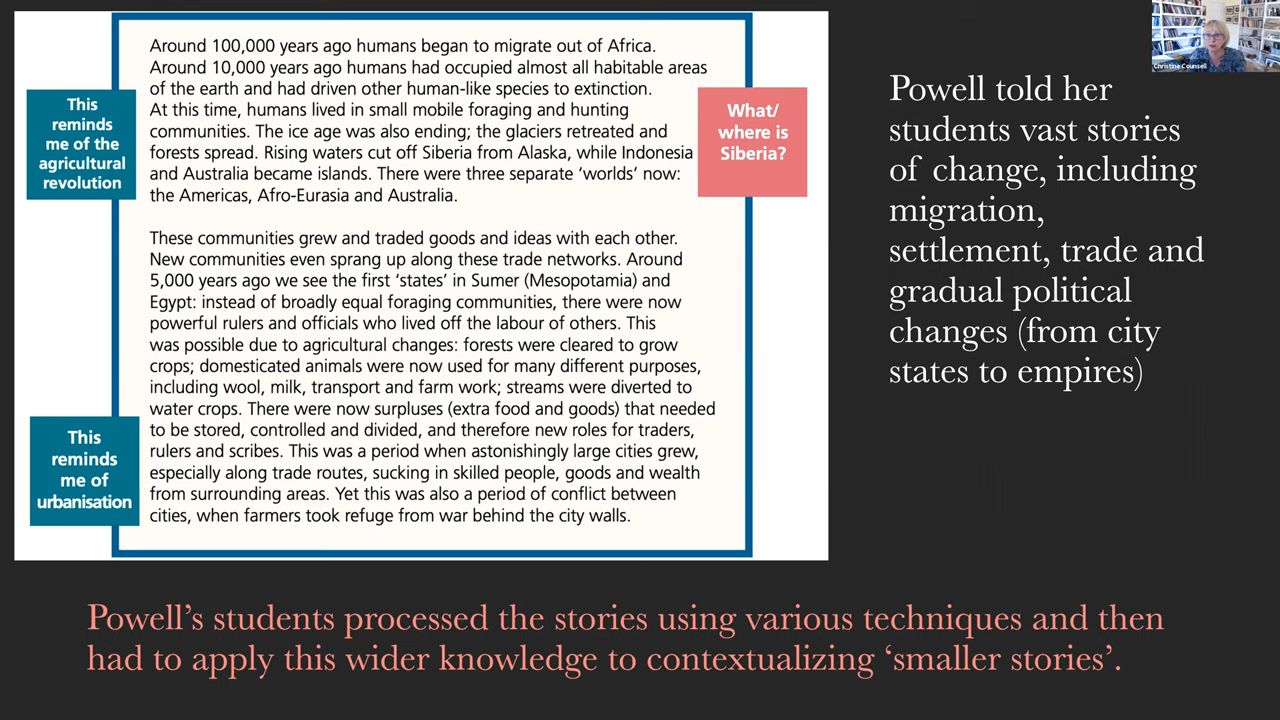 Around 100,000 years ago humans began to migrate out of Africa.
Around 10,000 years ago humans had occupied almost all habitable areas
of the earth and had driven other human-like species to extinction.
At this time, humans lived in small mobile foraging and hunting
communities. The ice age was also ending; the glaciers retreated and
forests spread. Rising waters cut off Siberia from Alaska, while Indonesia
and Australia became islands. There were three separate ‘worlds’ now:
the Americas, Afro-Eurasia and Australia.
These communities grew and traded goods and ideas with each other.
New communities even sprang up along these trade networks. Around
5,000 years ago we see the first ‘states’ in Sumer (Mesopotamia) and
Egypt: instead of broadly equal foraging communities, there were now
powerful rulers and officials who lived off the labour of others. This
was possible due to agricultural changes: forests were cleared to grow
crops; domesticated animals were now used for many different purposes,
including wool, milk, transport and farm work; streams were diverted to
water crops. There were now surpluses (extra food and goods) that needed
to be stored, controlled and divided, and therefore new roles for traders,
rulers and scribes. This was a period when astonishingly large cities grew,
especially along trade routes, sucking in skilled people, goods and wealth
from surrounding areas. Yet this was also a period of conflict between
cities, when farmers took refuge from war behind the city walls.
This
reminds
me of the
agricultural
revolution
What/
where is
Siberia?
This
reminds
me of
urbanisation
Powell told her
students vast stories
of change, including
migration,
settlement, trade and
gradual political
changes (from city
states to empires)
Christine Counsell
Powell’s students processed the stories using various techniques and then
had to apply this wider knowledge to contextualizing ‘smaller stories’.